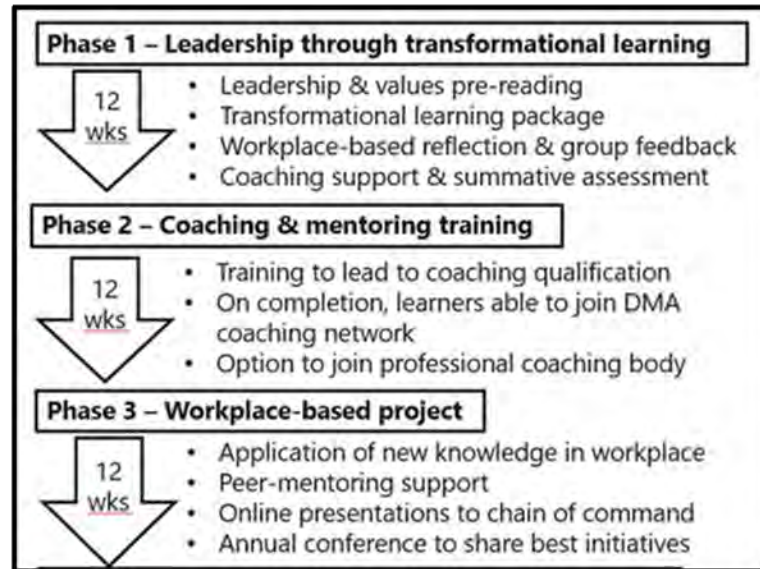 Phase 1 – Leadership through transformational learning
12
wks
• Leadership & values pre-reading
• Transformational learning package
• Workplace-based reflection & group feedback
• Coaching support & summative assessment
Phase 2 – Coaching & mentoring training
12
wks
• Training to lead to coaching qualification
• On completion, learners able to join DMA
coaching network
• Option to join professional coaching body
Phase 3 – Workplace-based project
12
wks
• Application of new knowledge in workplace
• Peer-mentoring support
• Online presentations to chain of command
• Annual conference to share best initiatives